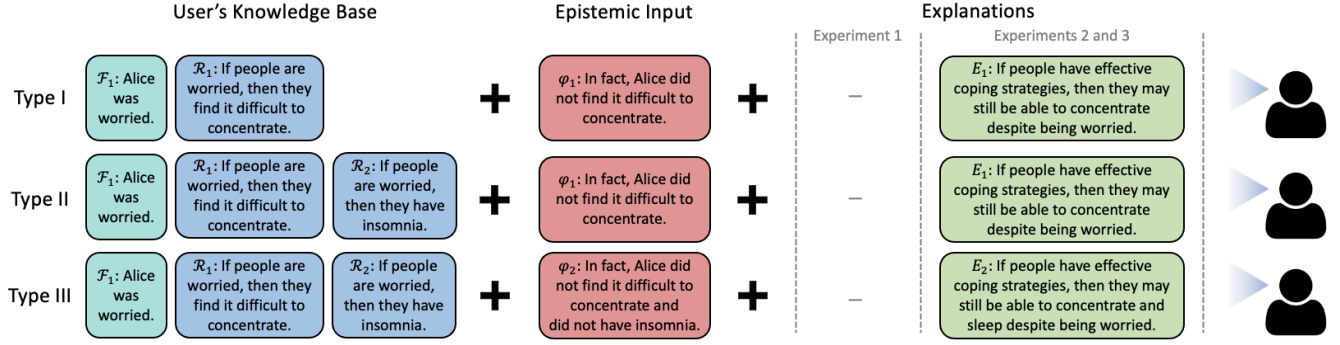 User's Knowledge Base
Epistemic Input
Explanations
Experiment 1
Experiments 2 and 3
Type I
ℱ₁: Alice
was
worried.
ℛ₁: If people are
worried, then they
find it difficult to
concentrate.
+
φ₁: In fact, Alice did
not find it difficult to
concentrate.
+
–
E₁: If people have effective
coping strategies, then they may
still be able to concentrate
despite being worried.
Type II
ℱ₁: Alice
was
worried.
ℛ₁: If people are
worried, then they
find it difficult to
concentrate.
ℛ₂: If people
are worried,
then they have
insomnia.
+
φ₁: In fact, Alice did
not find it difficult to
concentrate.
+
–
E₁: If people have effective
coping strategies, then they may
still be able to concentrate
despite being worried.
Type III
ℱ₁: Alice
was
worried.
ℛ₁: If people are
worried, then they
find it difficult to
concentrate.
ℛ₂: If people
are worried,
then they have
insomnia.
+
φ₂: In fact, Alice did
not find it difficult to
concentrate and
did not have insomnia.
+
–
E₂: If people have effective
coping strategies, then they may
still be able to concentrate and
sleep despite being worried.